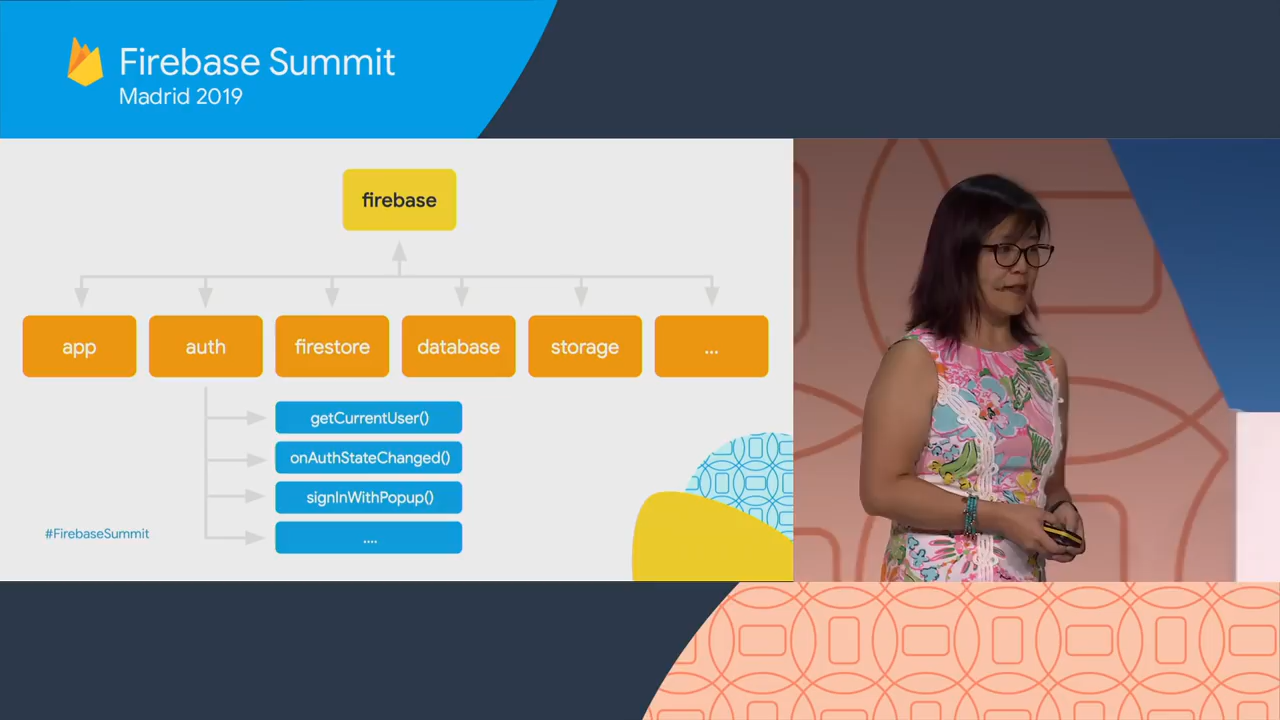 Firebase Summit
Madrid 2019
firebase
app
auth
firestore
database
storage
...
getCurrentUser()
onAuthStateChanged()
signInWithPopup()
....
#FirebaseSummit